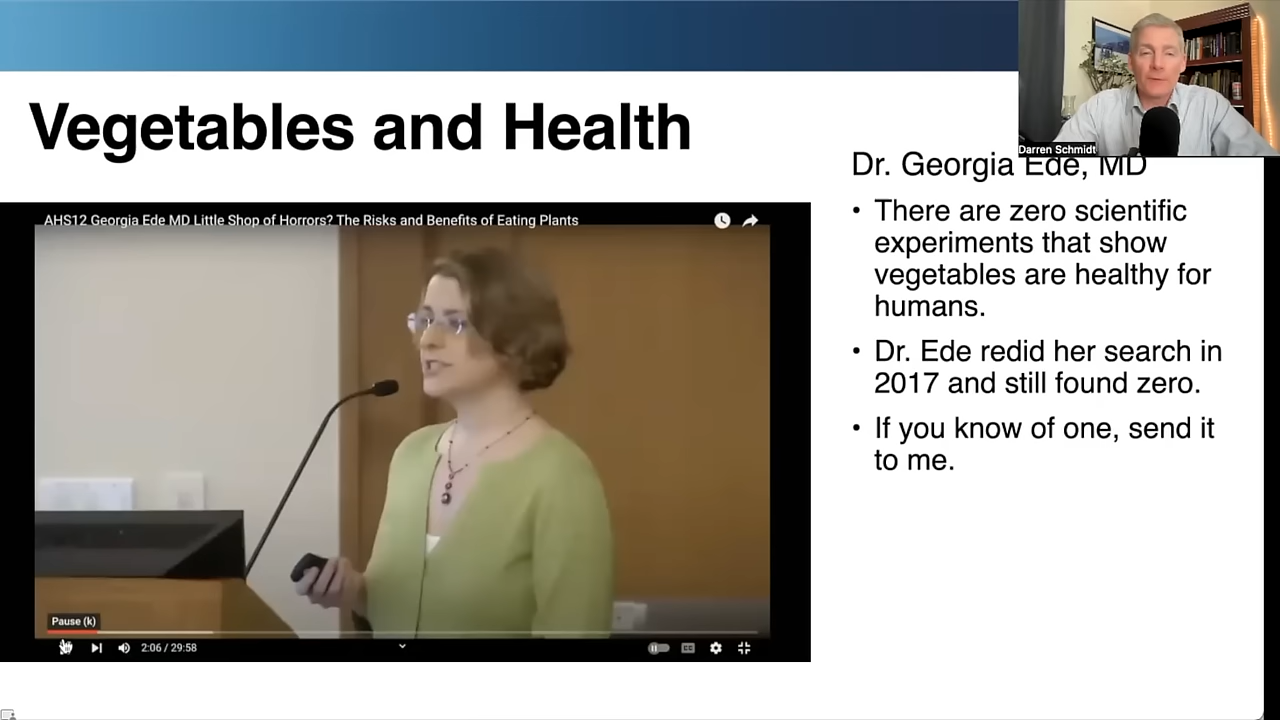 Vegetables and Health
Darren Schmidt
Dr. Georgia Ede, MD
AHS12 Georgia Ede MD Little Shop of Horrors? The Risks and Benefits of Eating Plants
Pause (k)
2:06 / 29:58
CC
• There are zero scientific
experiments that show
vegetables are healthy for
humans.
• Dr. Ede redid her search in
2017 and still found zero.
• If you know of one, send it
to me.